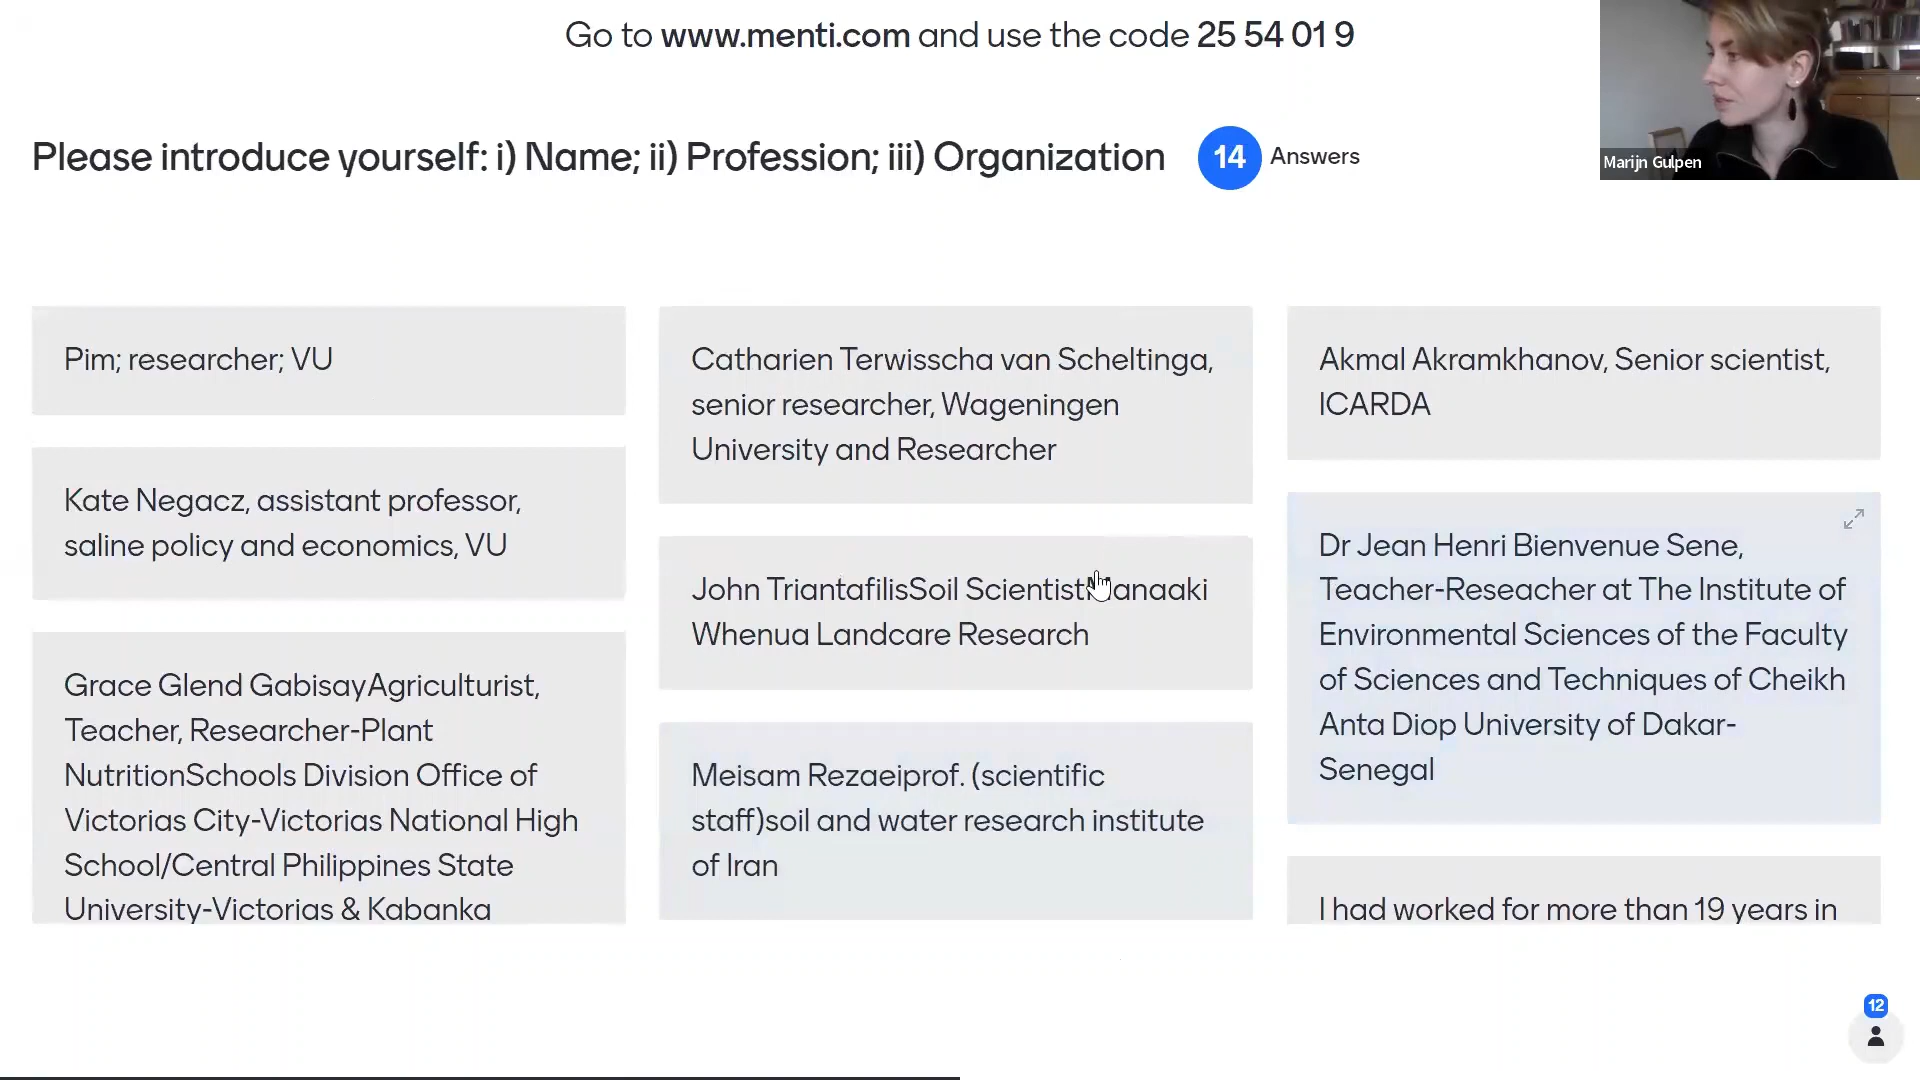 Go to www.menti.com and use the code 25 54 01 9
Please introduce yourself: i) Name; ii) Profession; iii) Organization
14 Answers
Marijn Gulpen
Pim; researcher; VU
Kate Negacz, assistant professor,
saline policy and economics, VU
Grace Glend GabisayAgriculturist,
Teacher, Researcher-Plant
NutritionSchools Division Office of
Victorias City-Victorias National High
School/Central Philippines State
University-Victorias & Kabanka
Catharien Terwisscha van Scheltinga,
senior researcher, Wageningen
University and Researcher
John TriantafilisSoil ScientistManaaki
Whenua Landcare Research
Meisam Rezaeiprof. (scientific
staff)soil and water research institute
of Iran
Akmal Akramkhanov, Senior scientist,
ICARDA
Dr Jean Henri Bienvenue Sene,
Teacher-Reseacher at The Institute of
Environmental Sciences of the Faculty
of Sciences and Techniques of Cheikh
Anta Diop University of Dakar-
Senegal
I had worked for more than 19 years in
12